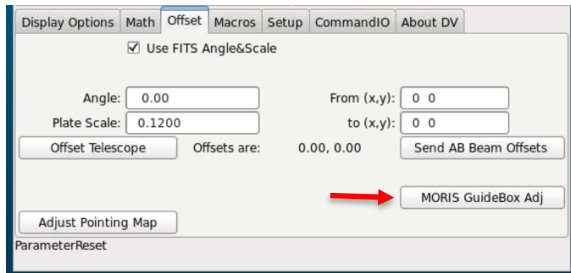 Display Options Math Offset Macros Setup CommandIO About DV
Use FITS Angle&Scale
Angle: 0.00 From (x,y): 0 0
Plate Scale: 0.1200 to (x,y): 0 0
Offset Telescope Offsets are: 0.00, 0.00 Send AB Beam Offsets
MORIS GuideBox Adj
Adjust Pointing Map
ParameterReset